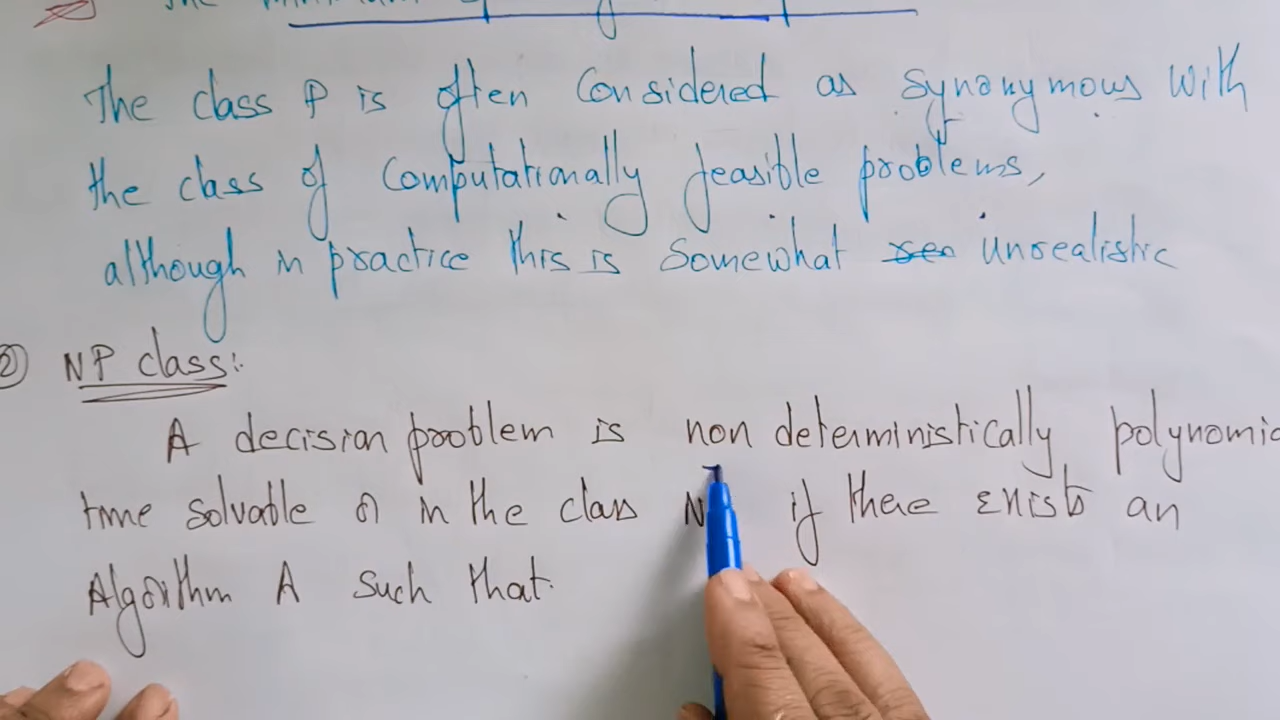 The
The class P is often Considered as synonymous with
the class of Computationally feasible problems,
although in practice this is Somewhat unrealistic
② NP class:
A decision problem is non deterministically polynomia
time solvable or in the class N if there exists an
Algorithm A such that.